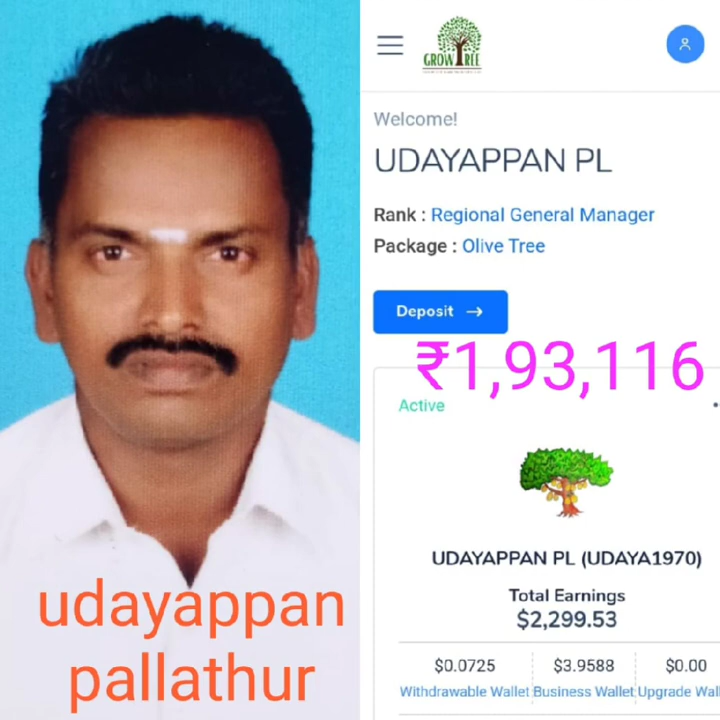 udayappan
pallathur
GROW TREE
Welcome!
UDAYAPPAN PL
Rank : Regional General Manager
Package : Olive Tree
Deposit →
₹1,93,116
Active
UDAYAPPAN PL (UDAYA1970)
Total Earnings
$2,299.53
$0.0725 $3.9588 $0.00
Withdrawable Wallet Business Wallet Upgrade Wal